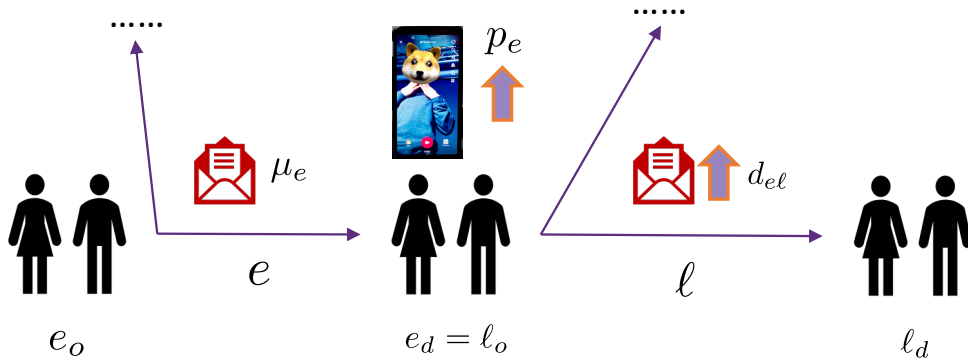 ……
……
p_e
μ_e
d_{eℓ}
e
ℓ
e_o
e_d = ℓ_o
ℓ_d